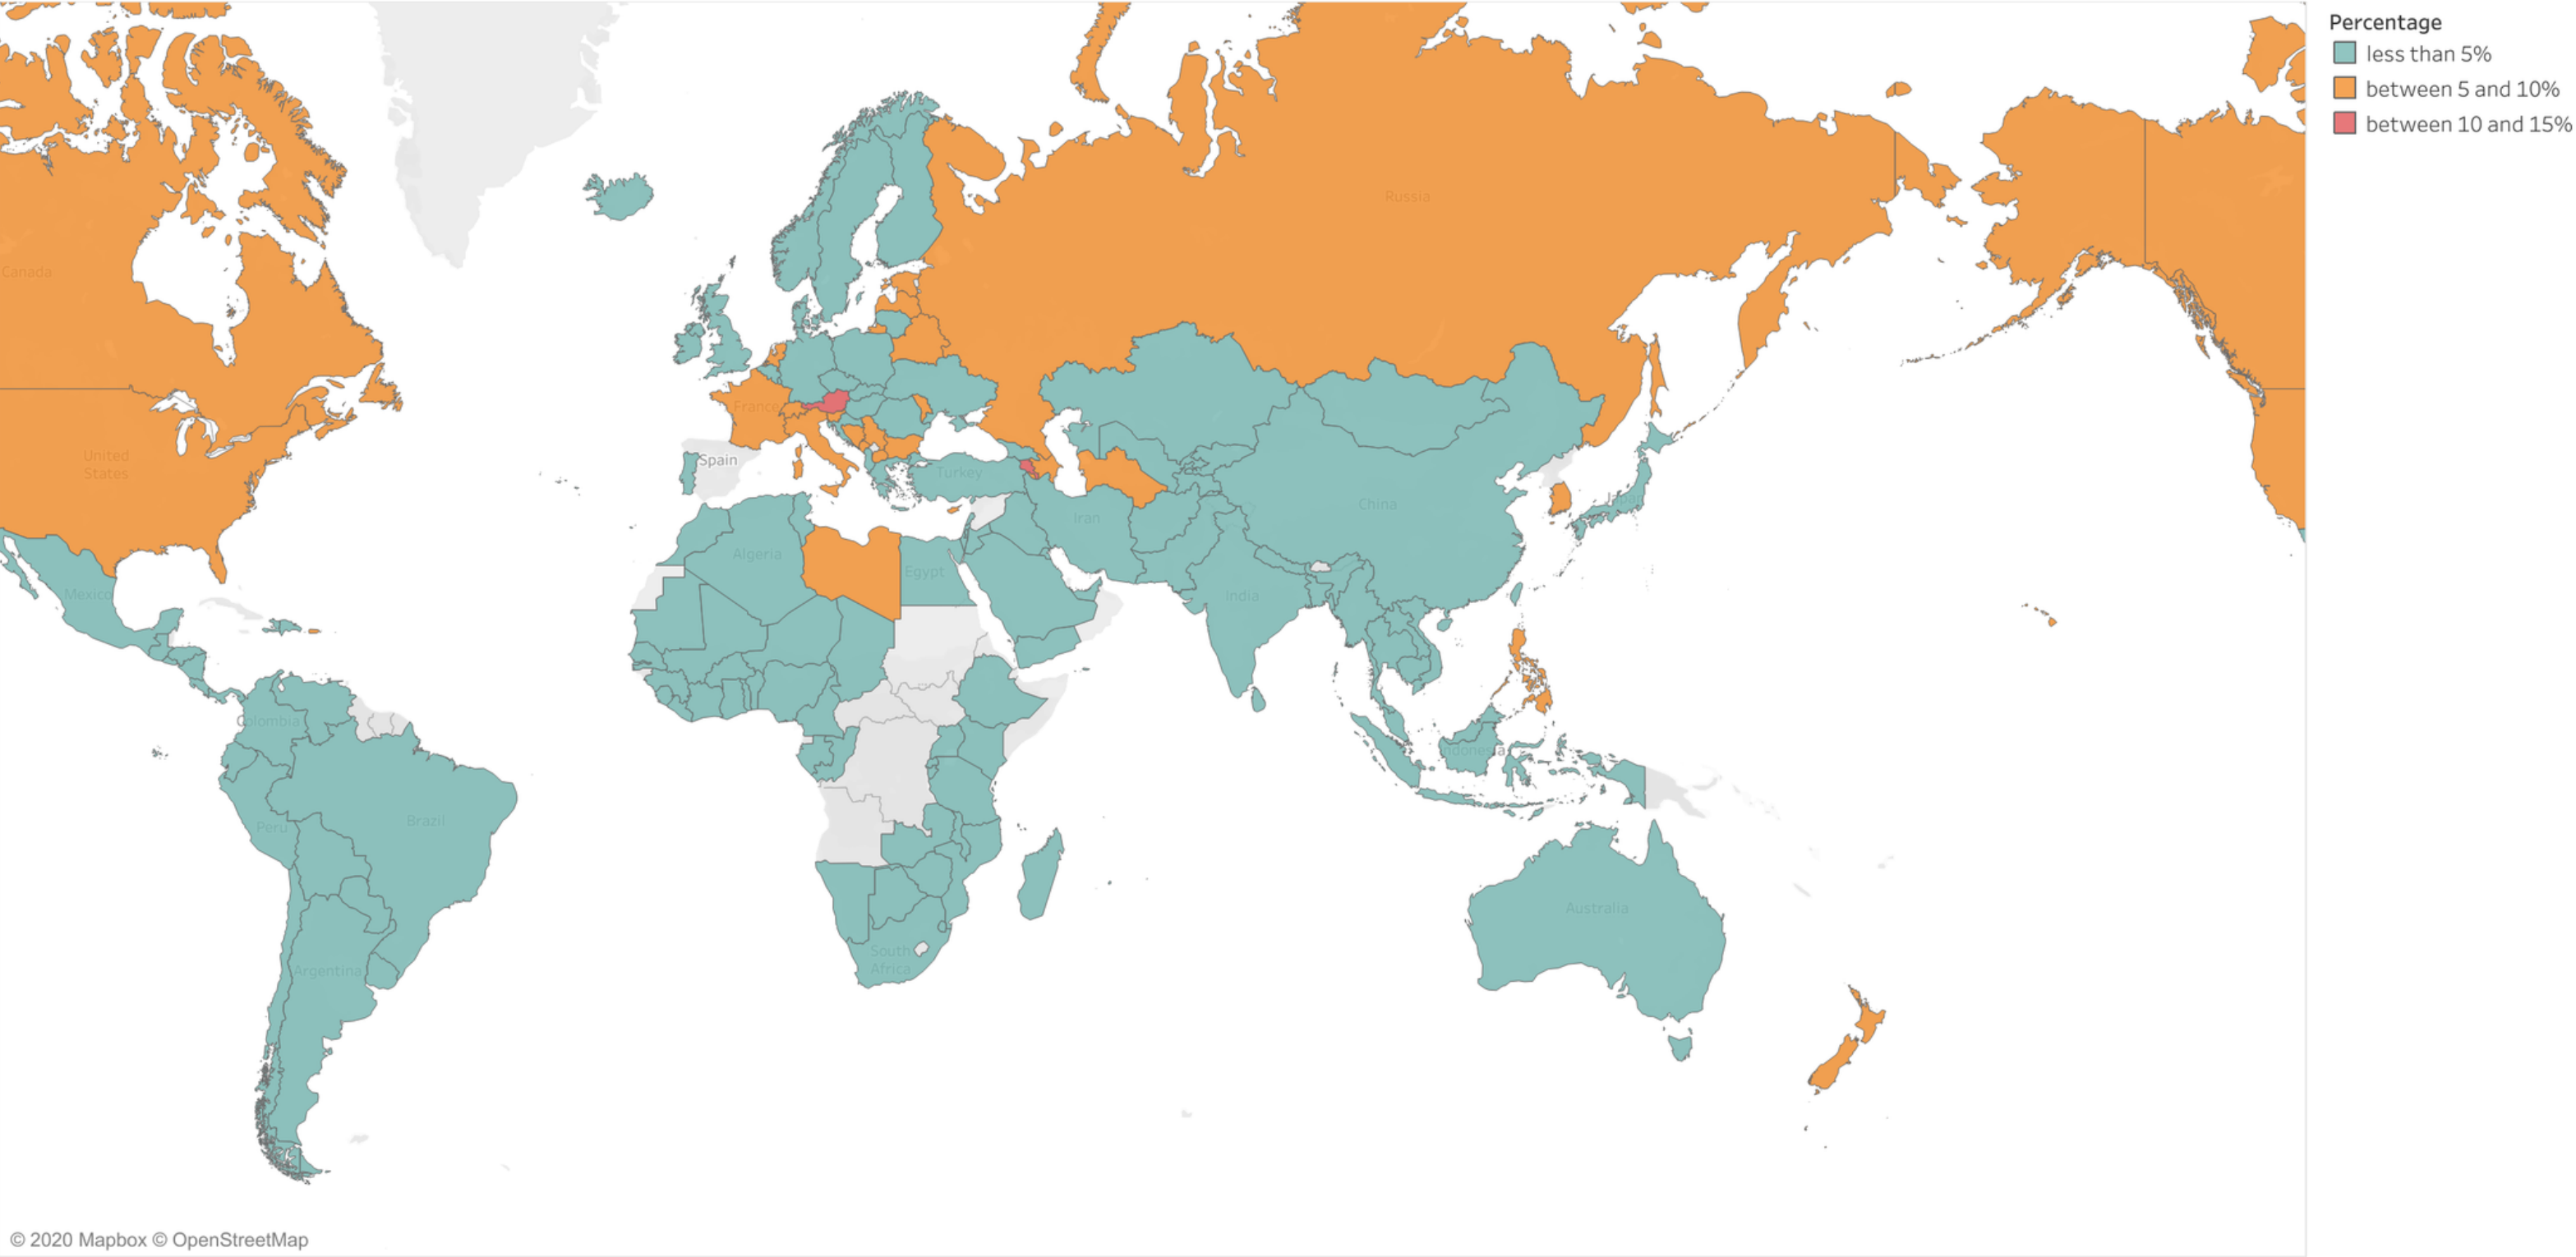 Percentage
less than 5%
between 5 and 10%
between 10 and 15%
Russia
Canada
France
United
States
Spain
Turkey
Japan
China
Iran
Algeria
Egypt
Mexico
India
Colombia
Indonesia
Peru
Brazil
Australia
South
Africa
Argentina
© 2020 Mapbox © OpenStreetMap